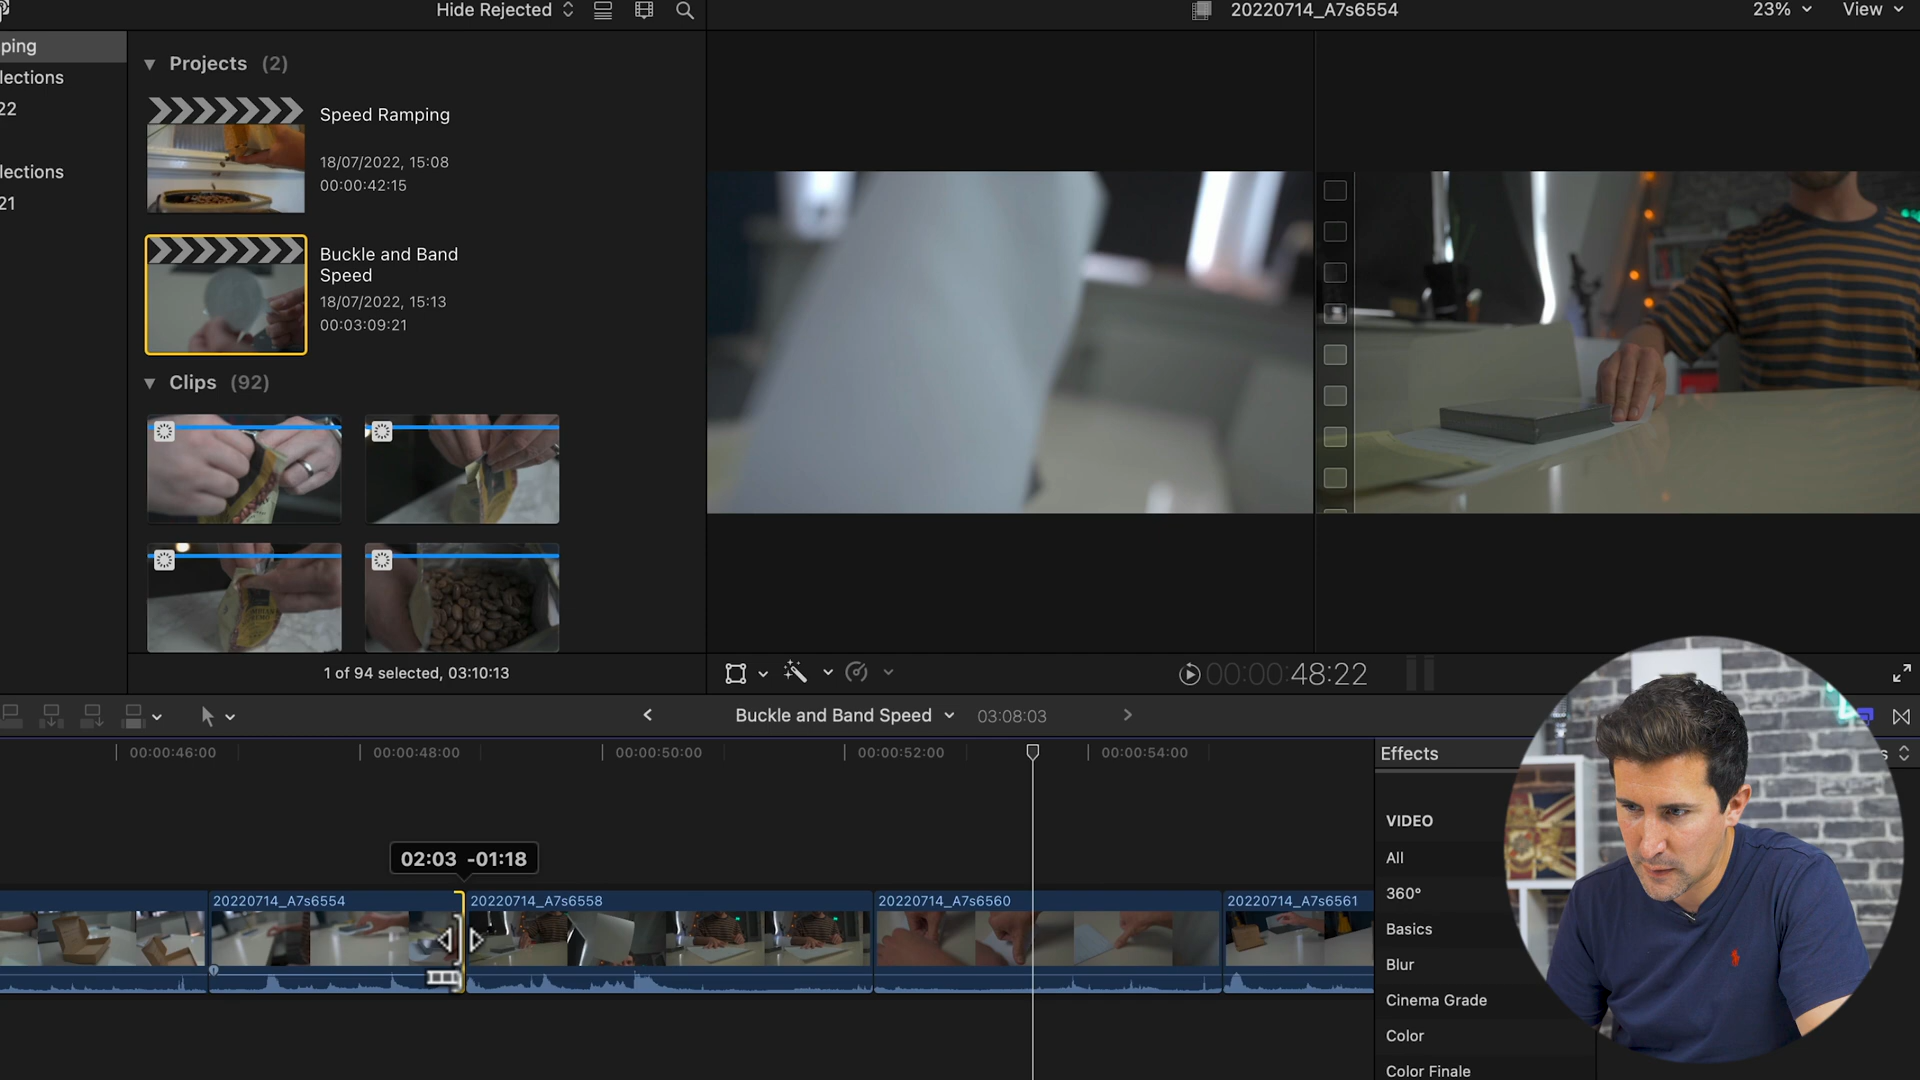 Hide Rejected
20220714_A7s6554
23%
View
ping
Projects (2)
lections
Speed Ramping
22
18/07/2022, 15:08
00:00:42:15
lections
21
Buckle and Band
Speed
18/07/2022, 15:13
00:03:09:21
Clips (92)
1 of 94 selected, 03:10:13
00:00:48:22
Buckle and Band Speed
03:08:03
00:00:46:00
00:00:48:00
00:00:50:00
00:00:52:00
00:00:54:00
Effects
s
VIDEO
All
360°
Basics
Blur
Cinema Grade
Color
Color Finale
02:03 -01:18
20220714_A7s6554
20220714_A7s6558
20220714_A7s6560
20220714_A7s6561